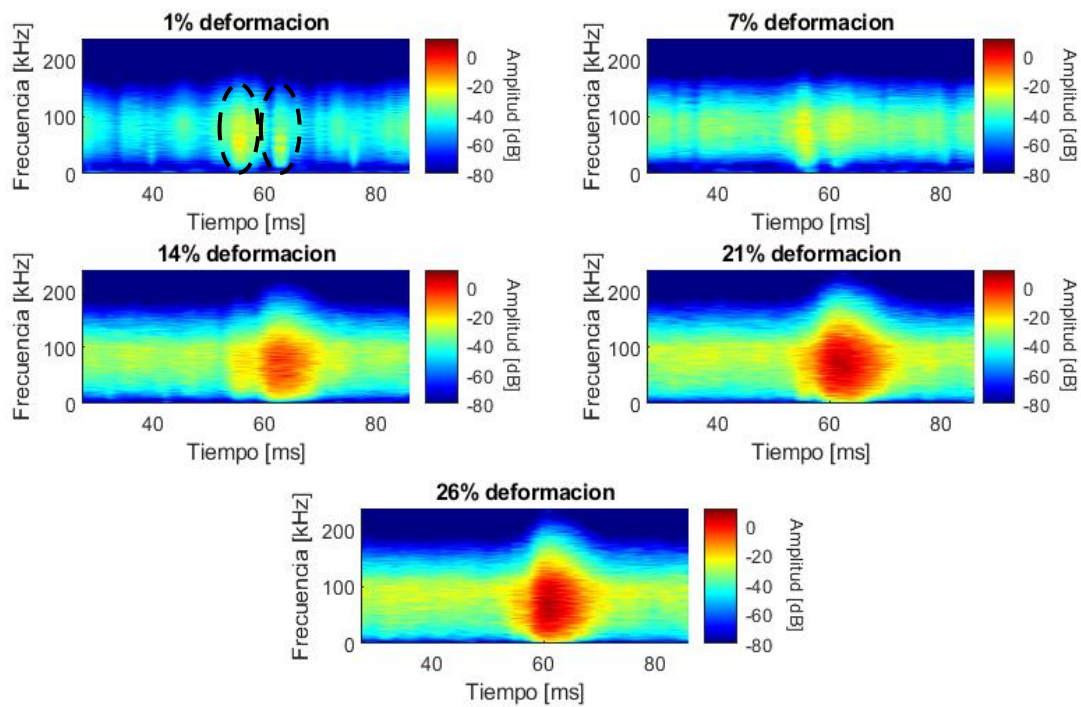 1% deformacion
Frecuencia [kHz]
200
100
0
40
60
80
Tiempo [ms]
0
-20
-40
-60
-80
Amplitud [dB]
7% deformacion
Frecuencia [kHz]
200
100
0
40
60
80
Tiempo [ms]
0
-20
-40
-60
-80
Amplitud [dB]
14% deformacion
Frecuencia [kHz]
200
100
0
40
60
80
Tiempo [ms]
0
-20
-40
-60
-80
Amplitud [dB]
21% deformacion
Frecuencia [kHz]
200
100
0
40
60
80
Tiempo [ms]
0
-20
-40
-60
-80
Amplitud [dB]
26% deformacion
Frecuencia [kHz]
200
100
0
40
60
80
Tiempo [ms]
0
-20
-40
-60
-80
Amplitud [dB]